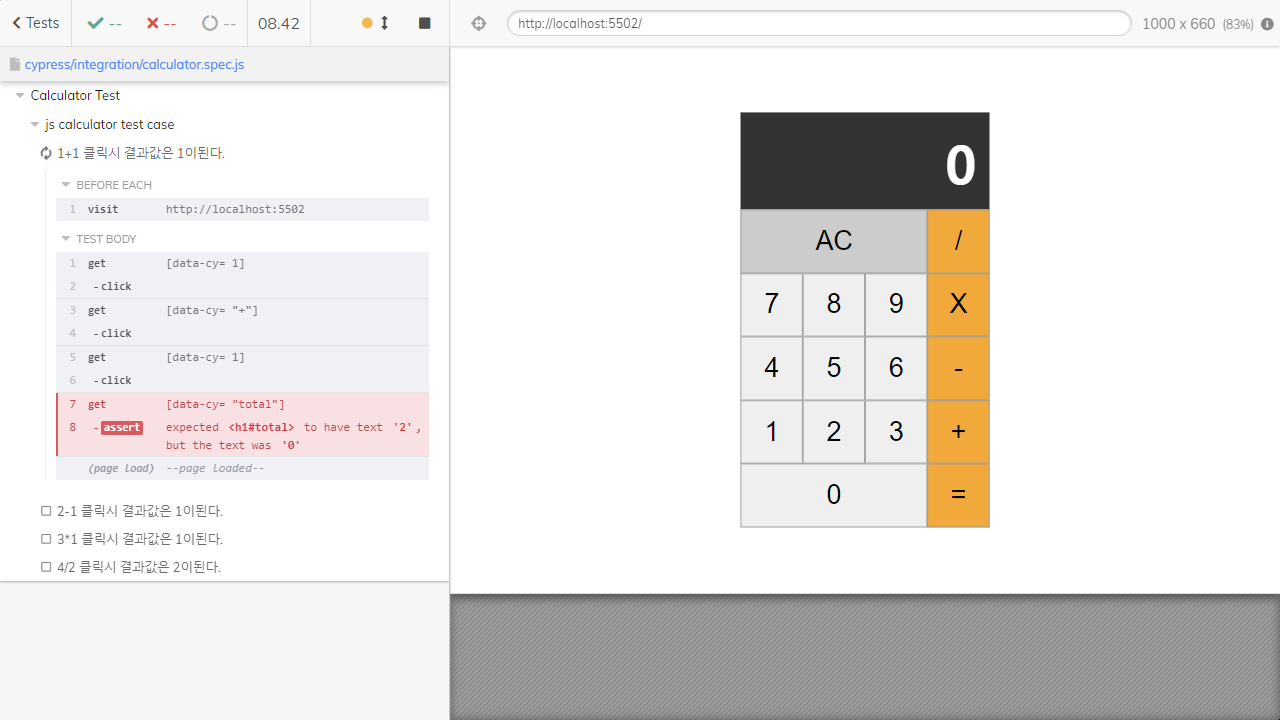 Tests
--
--
--
08.42
http://localhost:5502/
1000 x 660 (83%)
cypress/integration/calculator.spec.js
Calculator Test
js calculator test case
1+1 클릭시 결과값은 1이된다.
BEFORE EACH
1 visit http://localhost:5502
TEST BODY
1 get [data-cy= 1]
2 -click
3 get [data-cy= "+"]
4 -click
5 get [data-cy= 1]
6 -click
7 get [data-cy= "total"]
8 -assert expected <h1#total> to have text '2',
but the text was '0'
(page load) --page loaded--
2-1 클릭시 결과값은 1이된다.
3*1 클릭시 결과값은 1이된다.
4/2 클릭시 결과값은 2이된다.
0
AC /
7 8 9 X
4 5 6 -
1 2 3 +
0 =